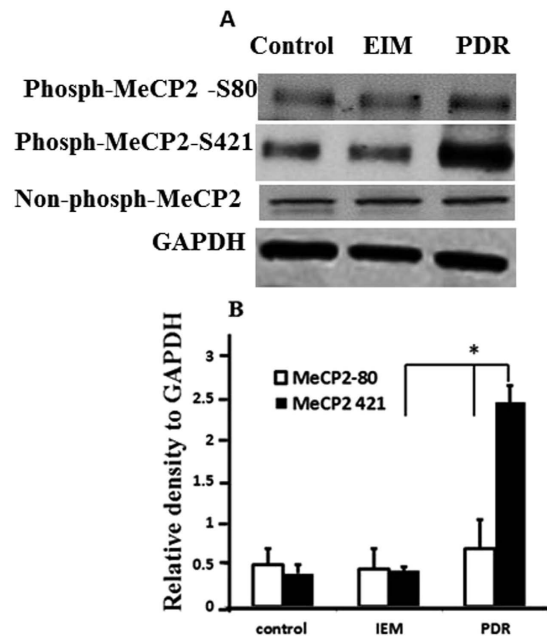 A
Control EIM PDR
Phosph-MeCP2 -S80
Phosph-MeCP2-S421
Non-phosph-MeCP2
GAPDH
B
Relative density to GAPDH
3
2.5
2
1.5
1
0.5
0
*
MeCP2-80
MeCP2 421
control IEM PDR